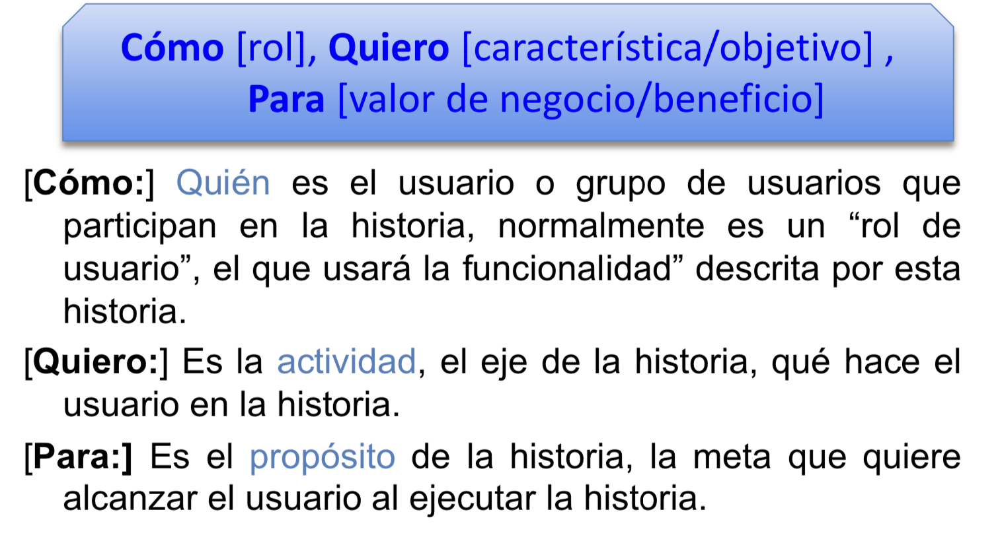 Cómo [rol], Quiero [característica/objetivo] ,
Para [valor de negocio/beneficio]
[Cómo:] Quién es el usuario o grupo de usuarios que
participan en la historia, normalmente es un “rol de
usuario”, el que usará la funcionalidad” descrita por esta
historia.
[Quiero:] Es la actividad, el eje de la historia, qué hace el
usuario en la historia.
[Para:] Es el propósito de la historia, la meta que quiere
alcanzar el usuario al ejecutar la historia.